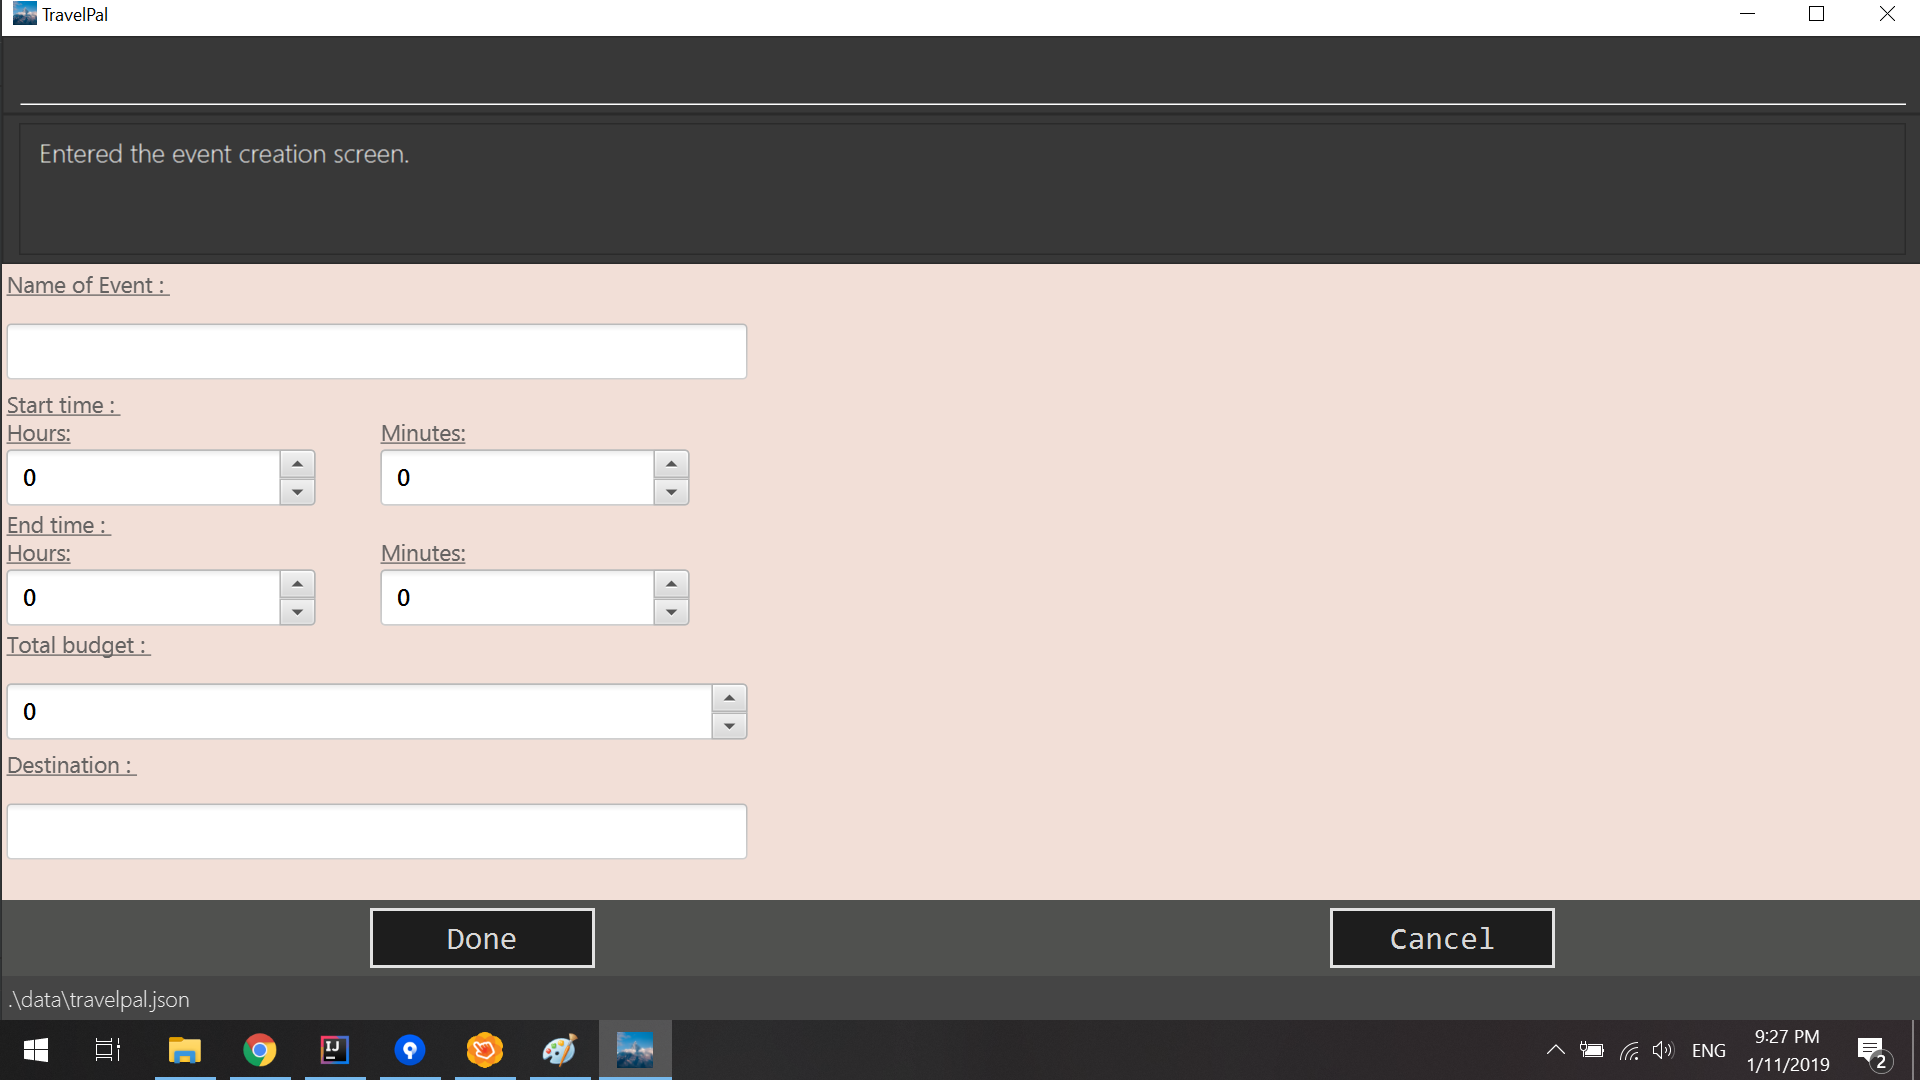 TravelPal
Entered the event creation screen.
Name of Event :
Start time :
Hours: Minutes:
0 0
End time :
Hours: Minutes:
0 0
Total budget :
0
Destination :
Done Cancel
.\data\travelpal.json
IJ
ENG
9:27 PM
1/11/2019
2